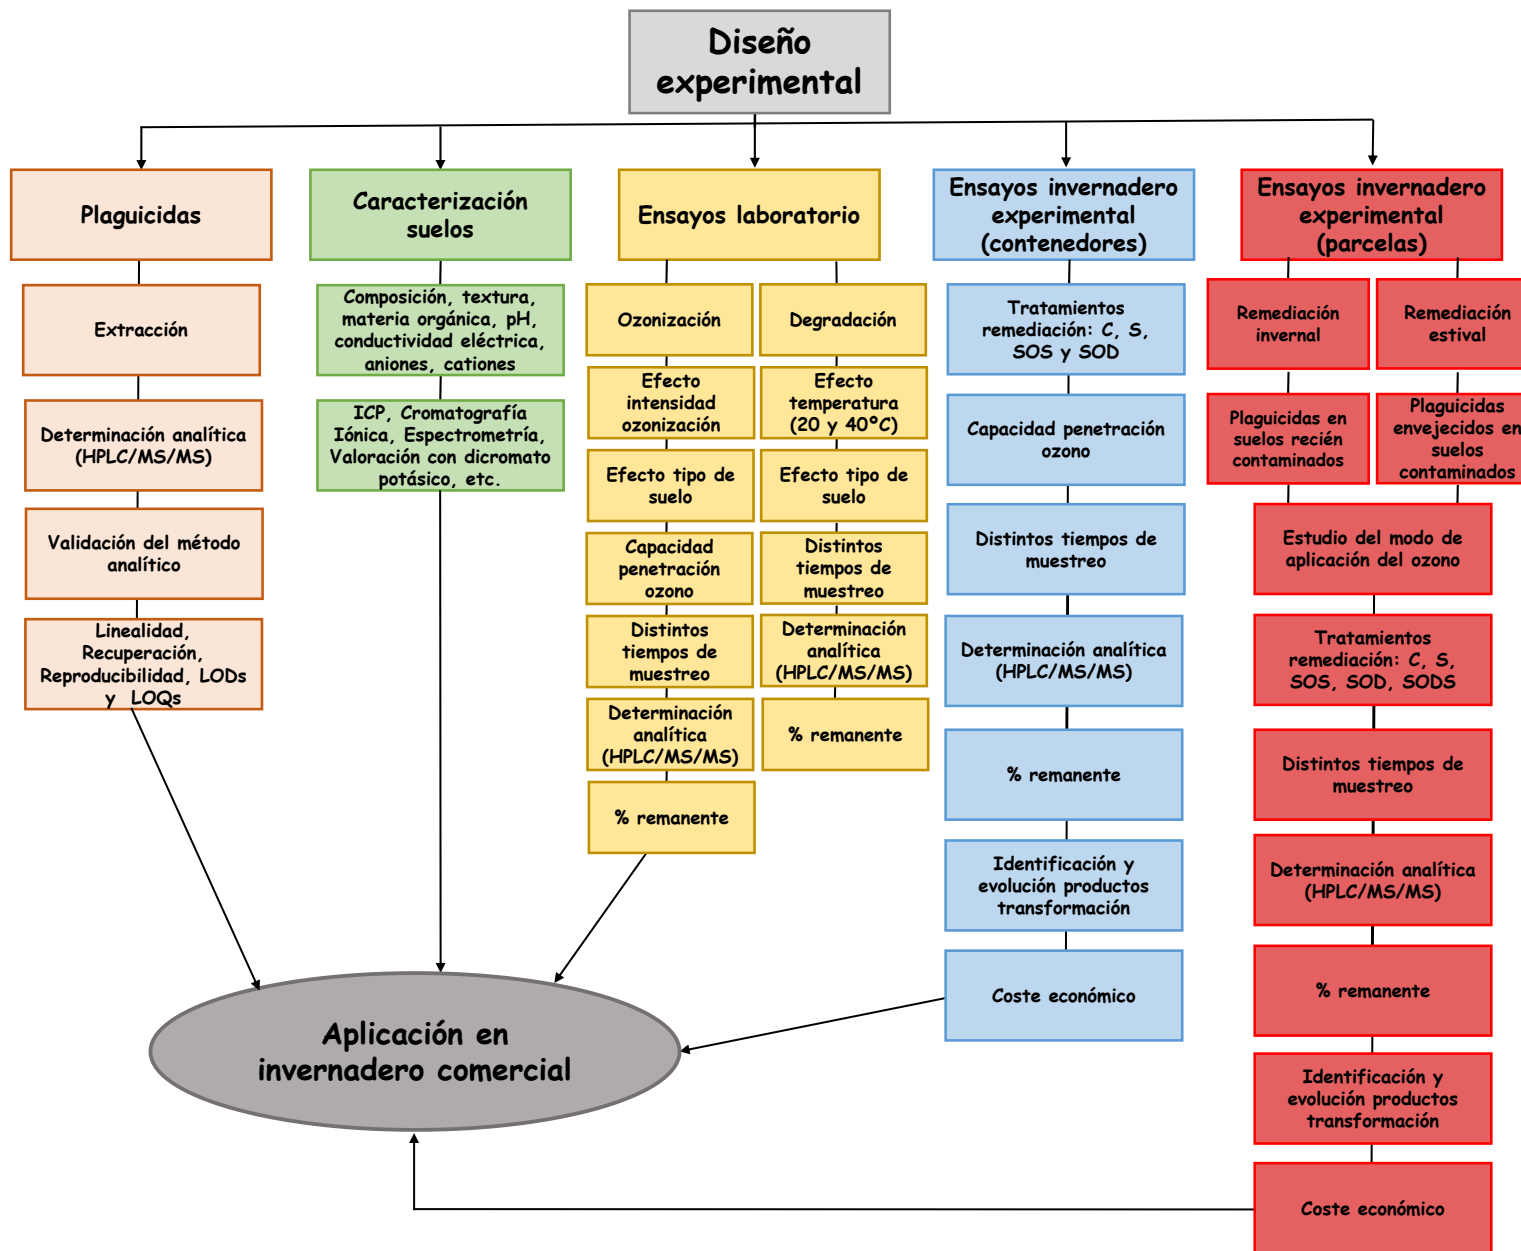 Diseño
experimental
Plaguicidas
Extracción
Determinación analítica
(HPLC/MS/MS)
Validación del método
analítico
Linealidad,
Recuperación,
Reproducibilidad, LODs
y LOQs
Caracterización
suelos
Composición, textura,
materia orgánica, pH,
conductividad eléctrica,
aniones, cationes
ICP, Cromatografía
Iónica, Espectrometría,
Valoración con dicromato
potásico, etc.
Ensayos laboratorio
Ozonización
Efecto
intensidad
ozonización
Efecto tipo de
suelo
Capacidad
penetración
ozono
Distintos
tiempos de
muestreo
Determinación
analítica
(HPLC/MS/MS)
% remanente
Degradación
Efecto
temperatura
(20 y 40ºC)
Efecto tipo de
suelo
Distintos
tiempos de
muestreo
Determinación
analítica
(HPLC/MS/MS)
% remanente
Ensayos invernadero
experimental
(contenedores)
Tratamientos
remediación: C, S,
SOS y SOD
Capacidad penetración
ozono
Distintos tiempos de
muestreo
Determinación analítica
(HPLC/MS/MS)
% remanente
Identificación y
evolución productos
transformación
Coste económico
Ensayos invernadero
experimental
(parcelas)
Remediación
invernal
Plaguicidas en
suelos recién
contaminados
Remediación
estival
Plaguicidas
envejecidos en
suelos
contaminados
Estudio del modo de
aplicación del ozono
Tratamientos
remediación: C, S,
SOS, SOD, SODS
Distintos tiempos de
muestreo
Determinación analítica
(HPLC/MS/MS)
% remanente
Identificación y
evolución productos
transformación
Coste económico
Aplicación en
invernadero comercial